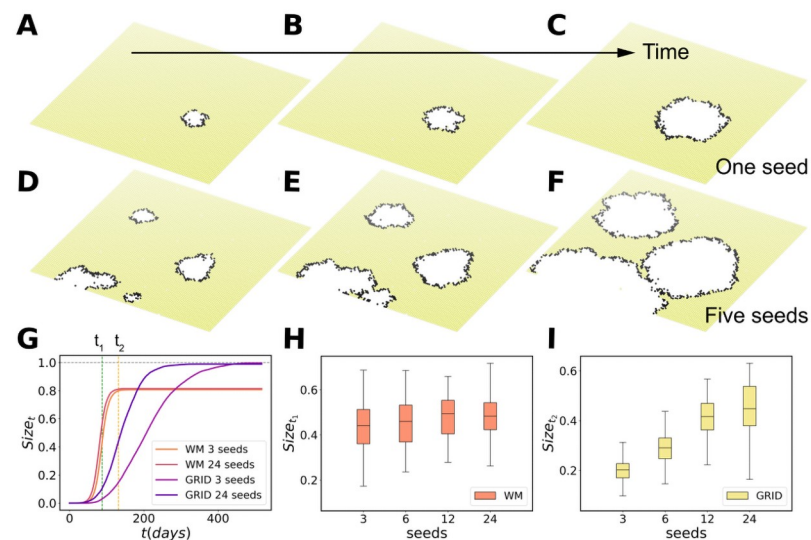 A
B
C
Time
One seed
D
E
F
Five seeds
G
t1 t2
Size_t
1.0
0.8
0.6
0.4
0.2
0.0
WM 3 seeds
WM 24 seeds
GRID 3 seeds
GRID 24 seeds
0 200 400
t(days)
H
Size_t1
0.6
0.4
0.2
WM
3 6 12 24
seeds
I
Size_t2
0.6
0.4
0.2
GRID
3 6 12 24
seeds